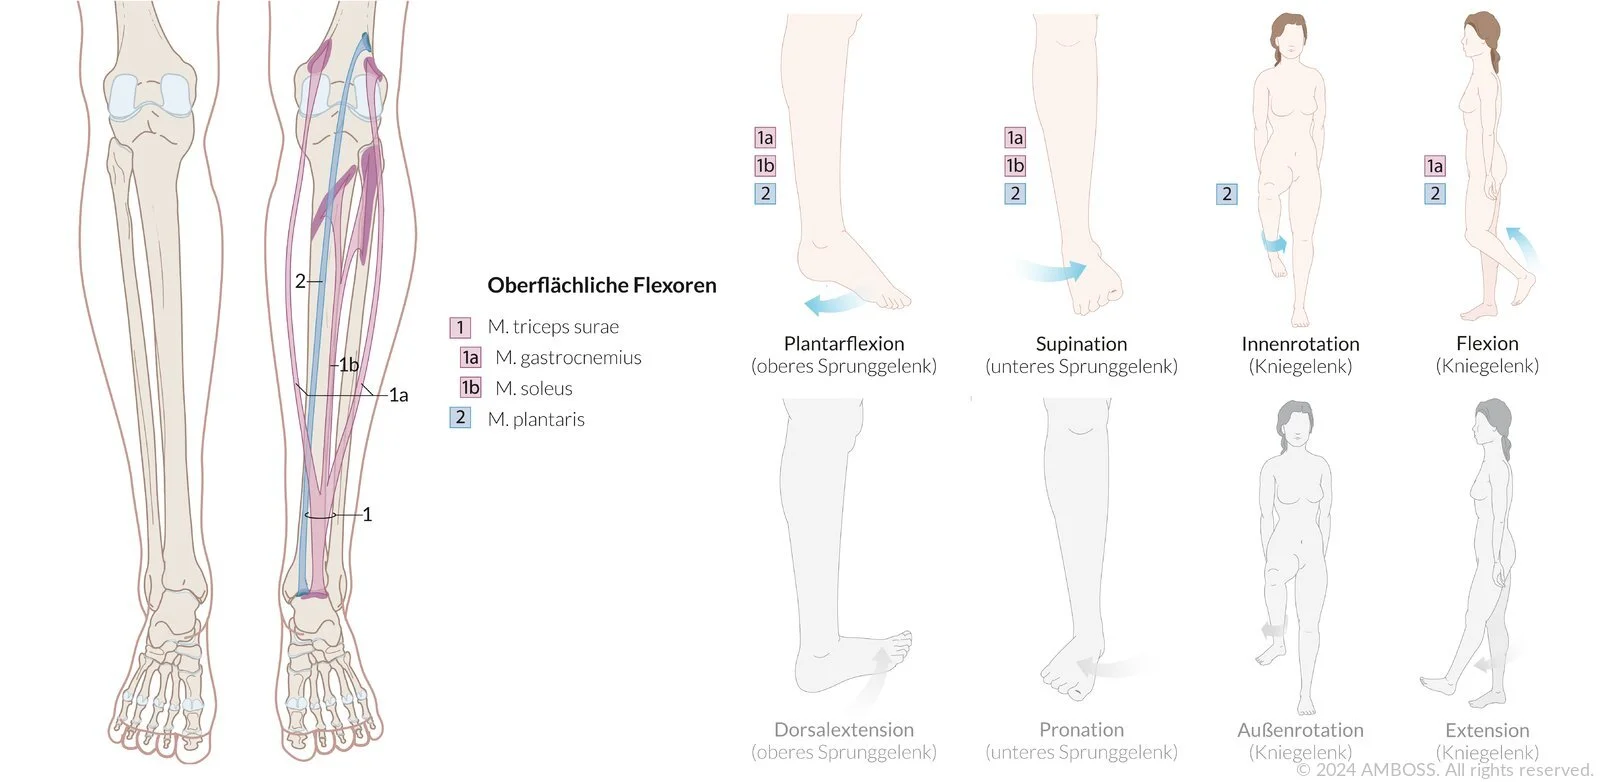 2
1b
1a
1
Oberflächliche Flexoren
1 M. triceps surae
1a M. gastrocnemius
1b M. soleus
2 M. plantaris
1a
1b
2
Plantarflexion
(oberes Sprunggelenk)
1a
1b
2
Supination
(unteres Sprunggelenk)
2
Innenrotation
(Kniegelenk)
1a
2
Flexion
(Kniegelenk)
Dorsalextension
(oberes Sprunggelenk)
Pronation
(unteres Sprunggelenk)
Außenrotation
(Kniegelenk)
Extension
(Kniegelenk)
© 2024 AMBOSS. All rights reserved.